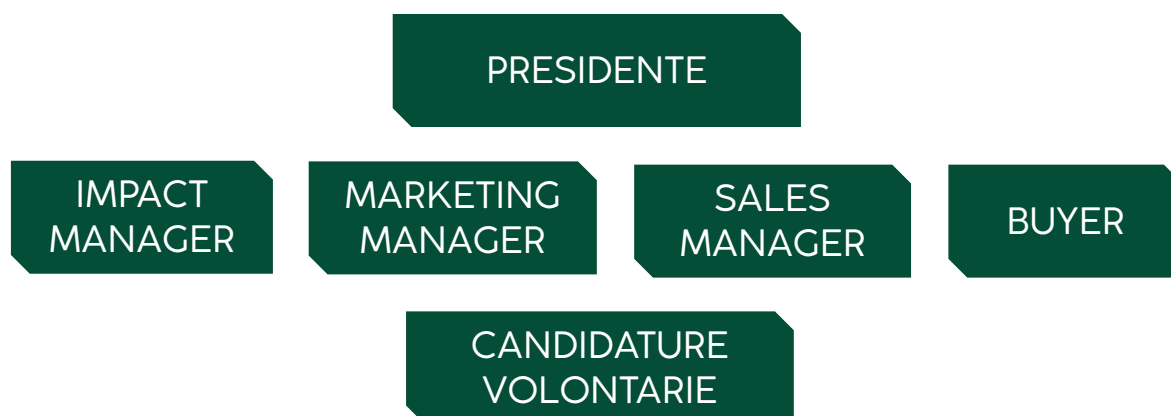 PRESIDENTE
IMPACT
MANAGER
MARKETING
MANAGER
SALES
MANAGER
BUYER
CANDIDATURE
VOLONTARIE